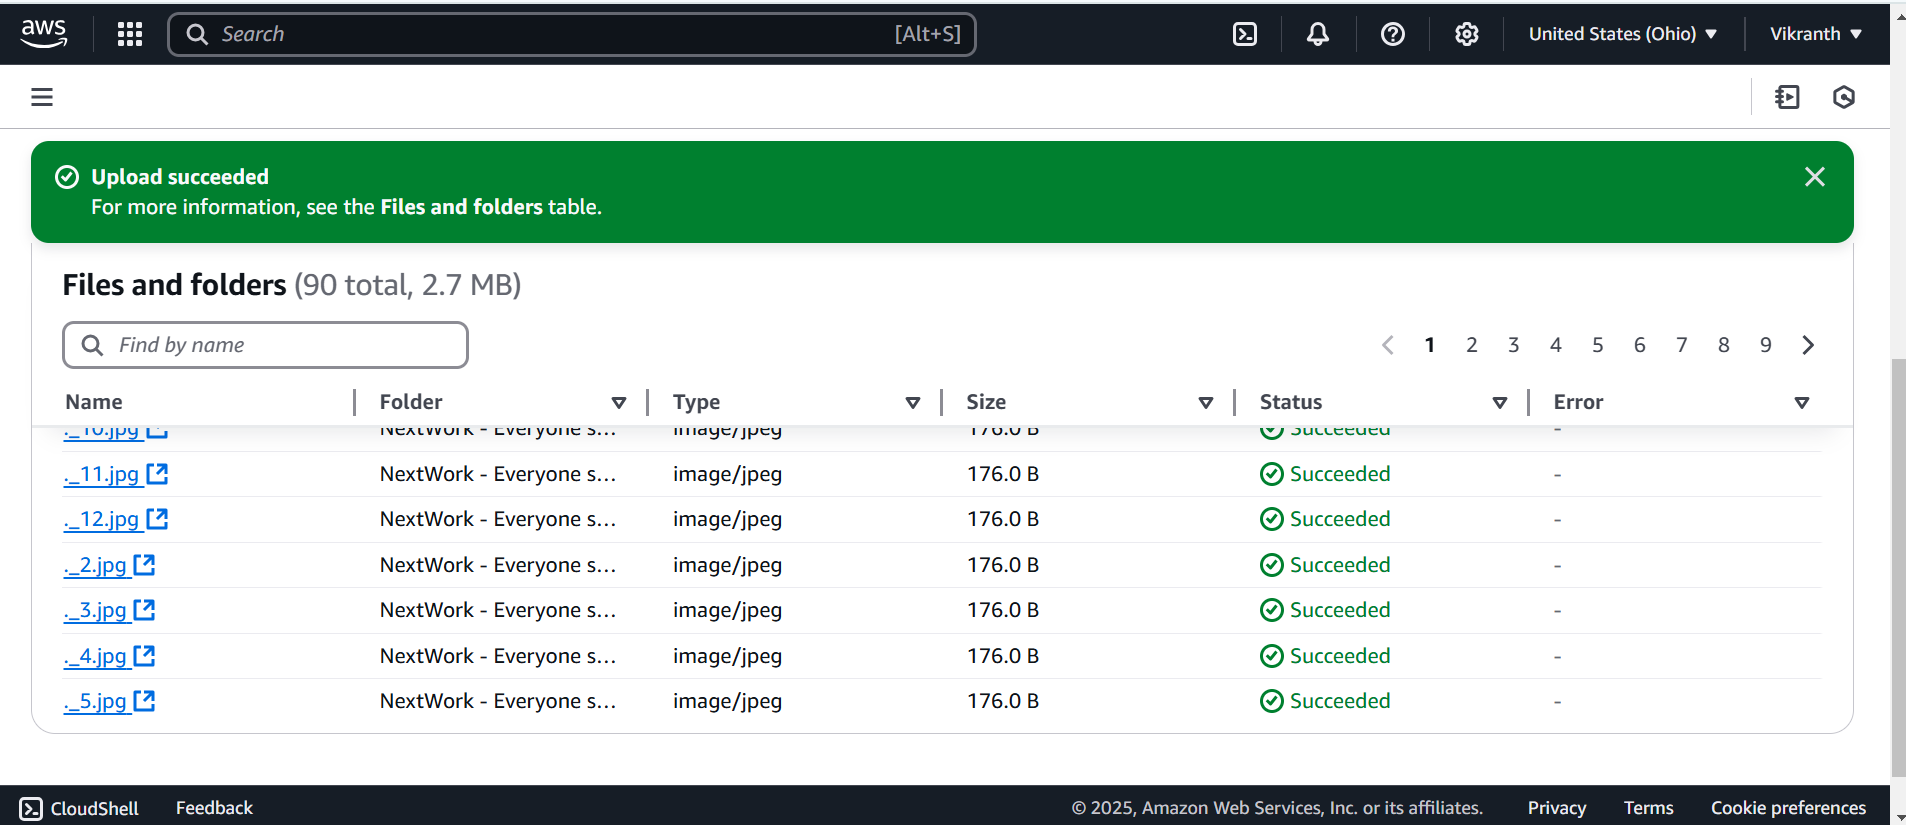 aws
Search [Alt+S]
United States (Ohio)
Vikranth
Upload succeeded
For more information, see the Files and folders table.
Files and folders (90 total, 2.7 MB)
Find by name
1 2 3 4 5 6 7 8 9
Name Folder Type Size Status Error
._10.jpg NextWork - Everyone s... image/jpeg 176.0 B Succeeded -
._11.jpg NextWork - Everyone s... image/jpeg 176.0 B Succeeded -
._12.jpg NextWork - Everyone s... image/jpeg 176.0 B Succeeded -
._2.jpg NextWork - Everyone s... image/jpeg 176.0 B Succeeded -
._3.jpg NextWork - Everyone s... image/jpeg 176.0 B Succeeded -
._4.jpg NextWork - Everyone s... image/jpeg 176.0 B Succeeded -
._5.jpg NextWork - Everyone s... image/jpeg 176.0 B Succeeded -
CloudShell Feedback © 2025, Amazon Web Services, Inc. or its affiliates. Privacy Terms Cookie preferences